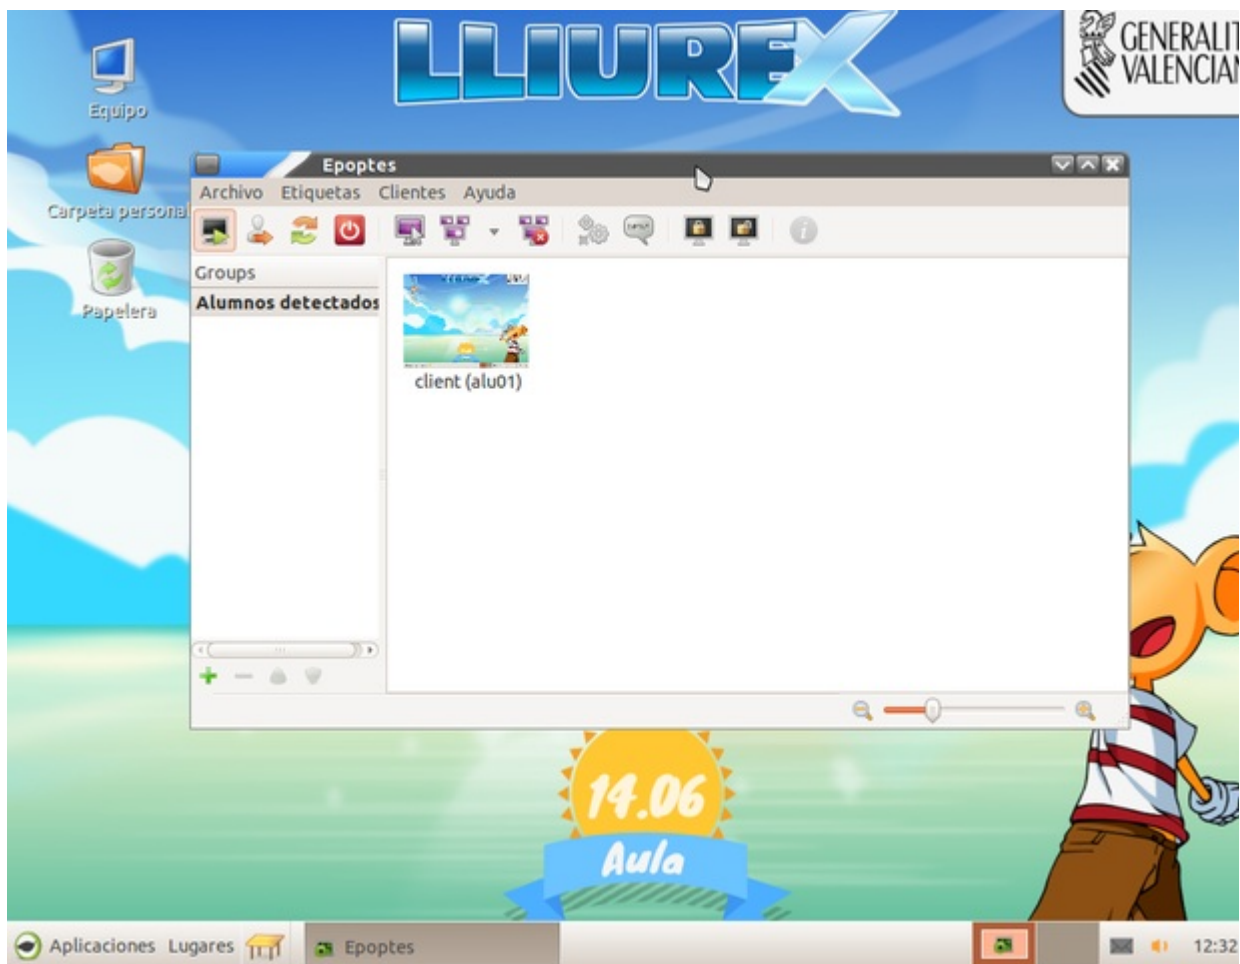 LLIUREX
GENERALIT
VALENCIAN
Equipo
Carpeta personal
Papelera
Epoptes
Archivo Etiquetas Clientes Ayuda
Groups
Alumnos detectados
client (alu01)
14.06
Aula
Aplicaciones Lugares Epoptes 12:32